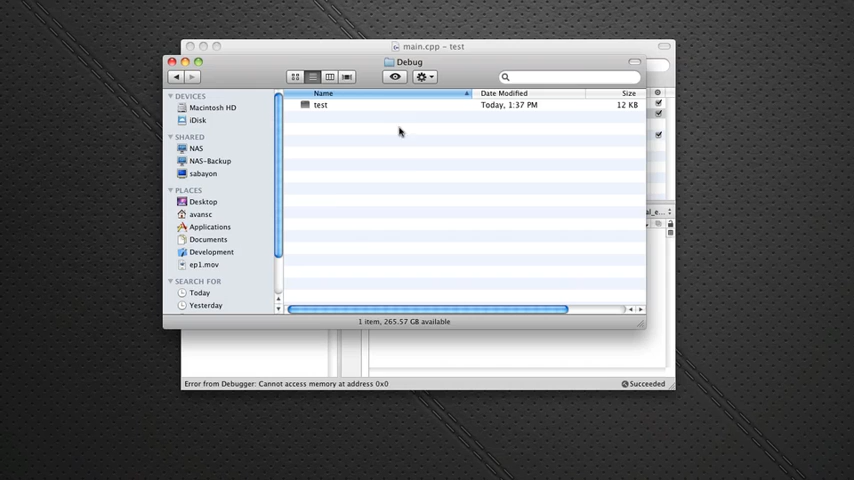 main.cpp - test
Debug
Name Date Modified Size
test Today, 1:37 PM 12 KB
DEVICES
Macintosh HD
iDisk
SHARED
NAS
NAS-Backup
sabayon
PLACES
Desktop
avansc
Applications
Documents
Development
ep1.mov
SEARCH FOR
Today
Yesterday
1 item, 265.57 GB available
Error from Debugger: Cannot access memory at address 0x0 Succeeded